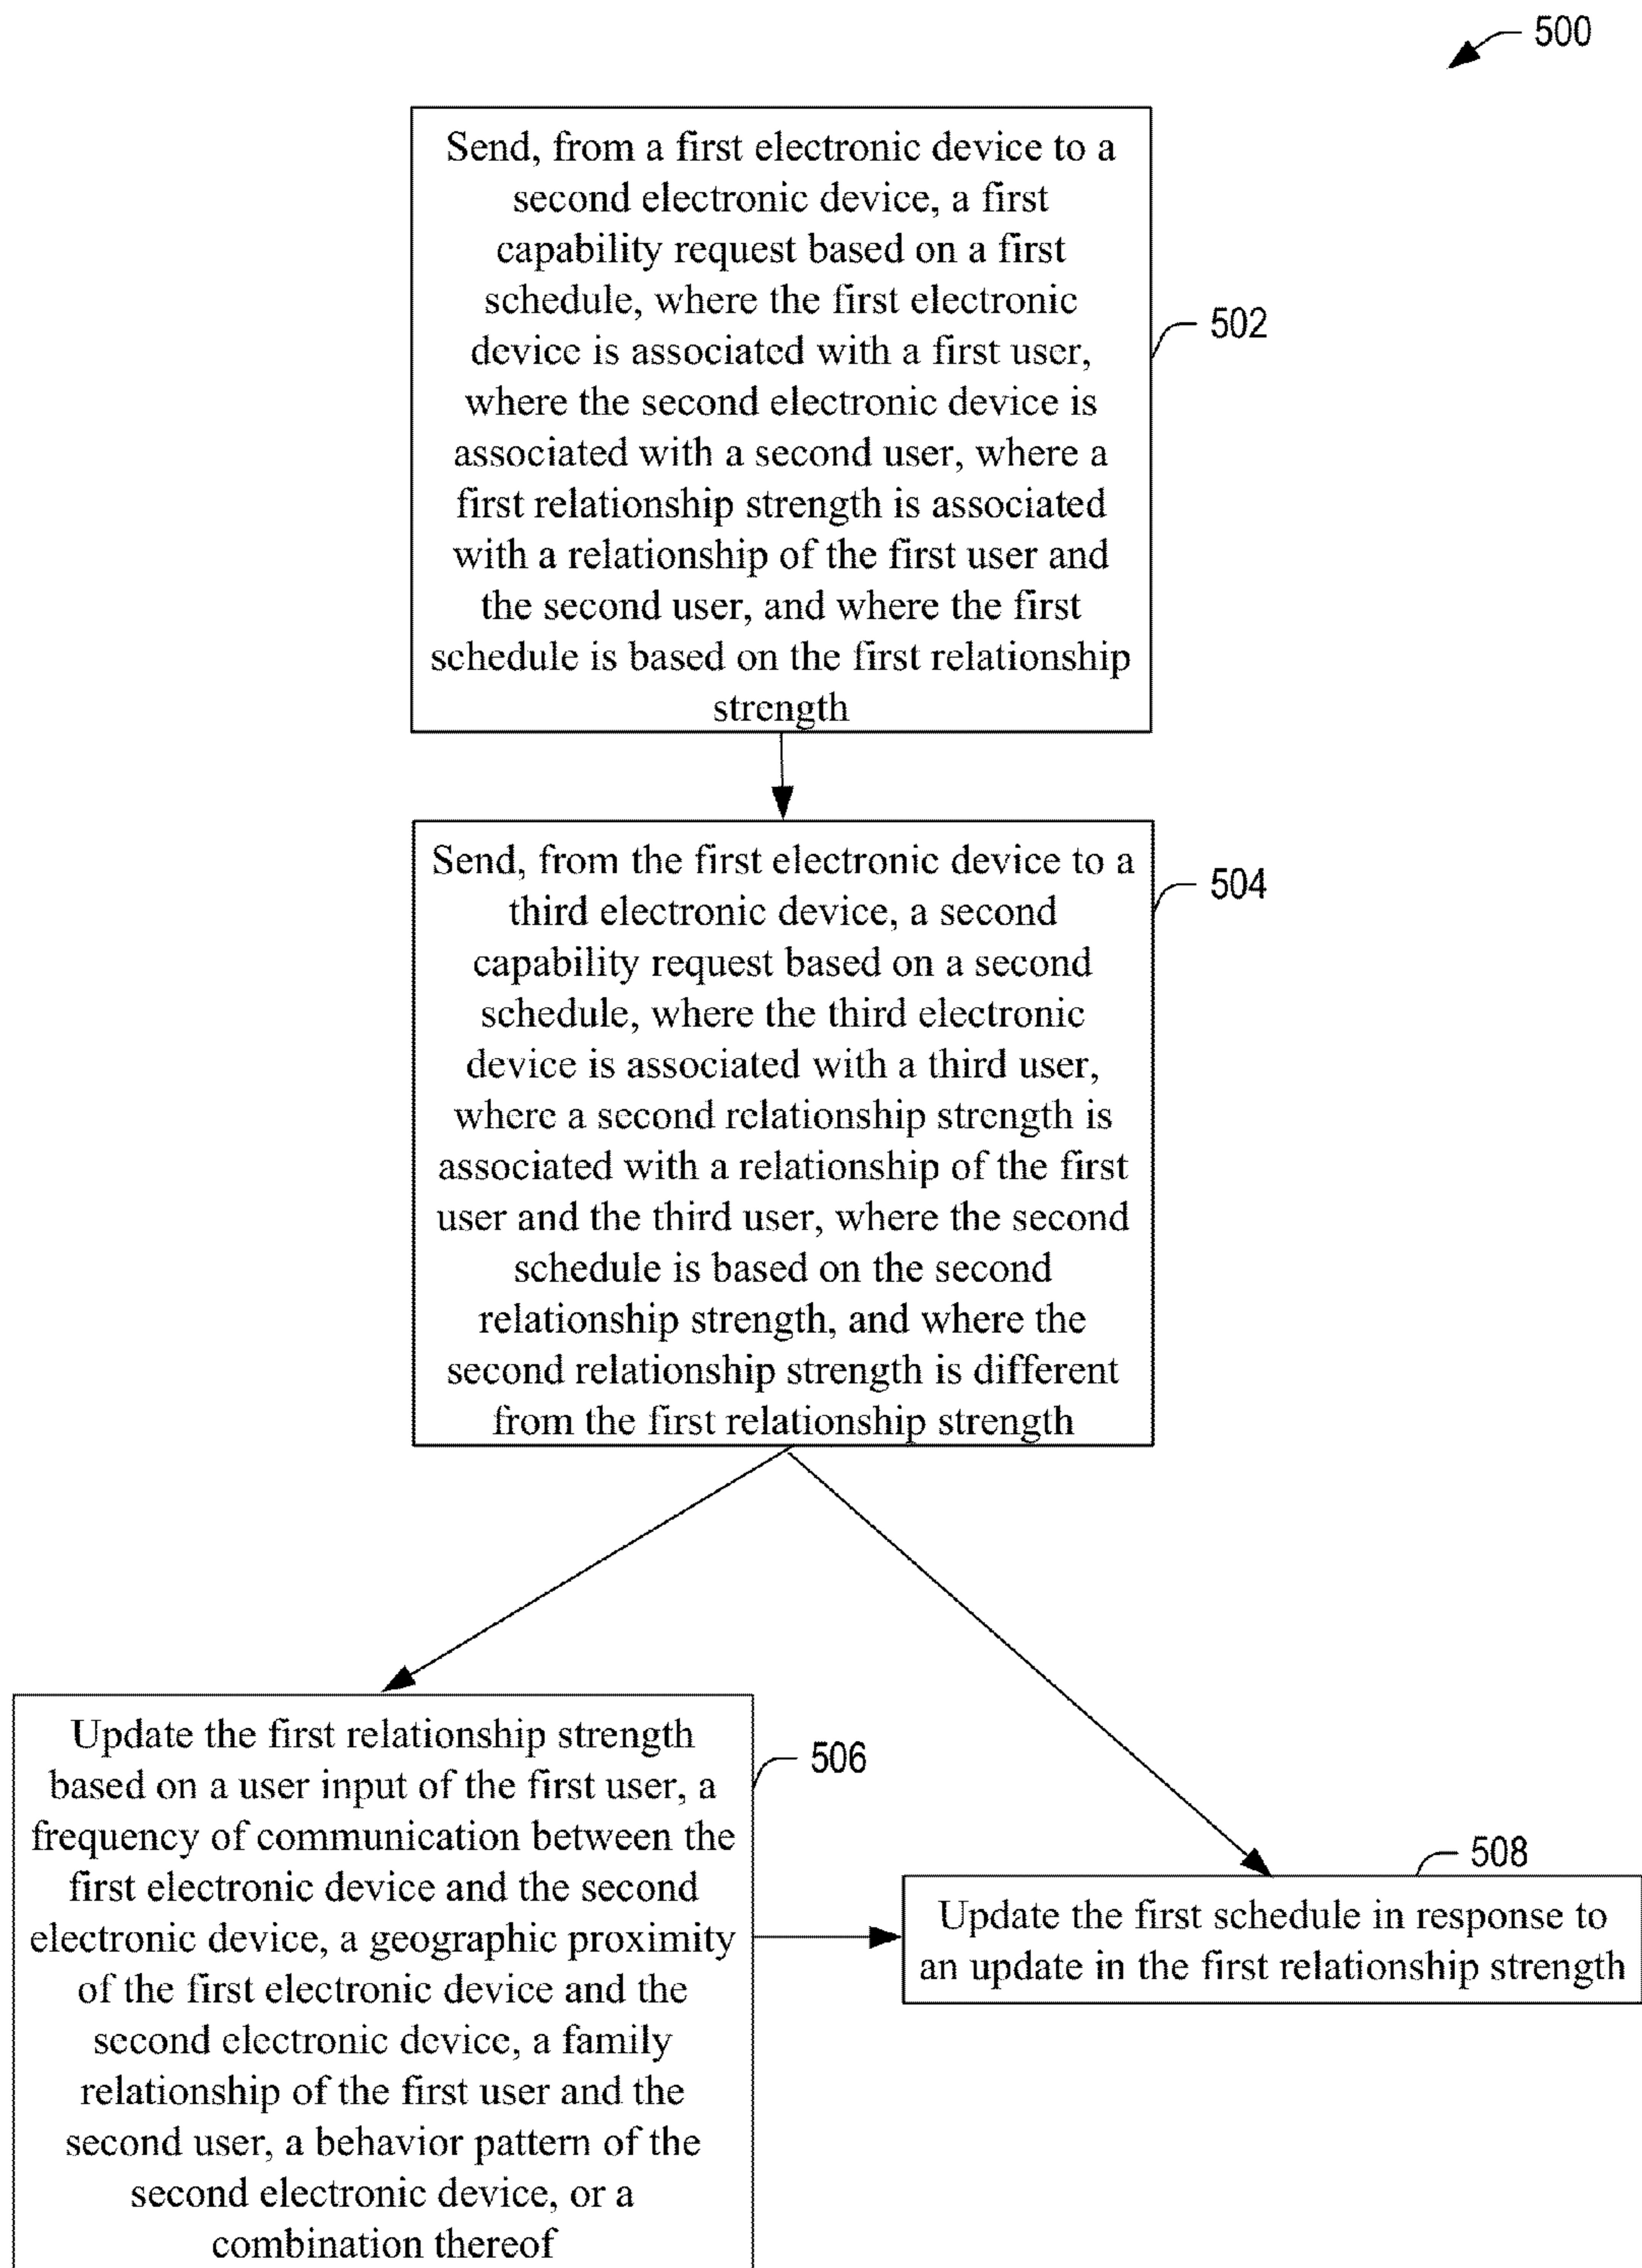 500
Send, from a first electronic device to a
second electronic device, a first
capability request based on a first
schedule, where the first electronic
device is associated with a first user,
where the second electronic device is
associated with a second user, where a
first relationship strength is associated
with a relationship of the first user and
the second user, and where the first
schedule is based on the first relationship
strength
502
Send, from the first electronic device to a
third electronic device, a second
capability request based on a second
schedule, where the third electronic
device is associated with a third user,
where a second relationship strength is
associated with a relationship of the first
user and the third user, where the second
schedule is based on the second
relationship strength, and where the
second relationship strength is different
from the first relationship strength
504
Update the first relationship strength
based on a user input of the first user, a
frequency of communication between the
first electronic device and the second
electronic device, a geographic proximity
of the first electronic device and the
second electronic device, a family
relationship of the first user and the
second user, a behavior pattern of the
second electronic device, or a
combination thereof
506
508
Update the first schedule in response to
an update in the first relationship strength